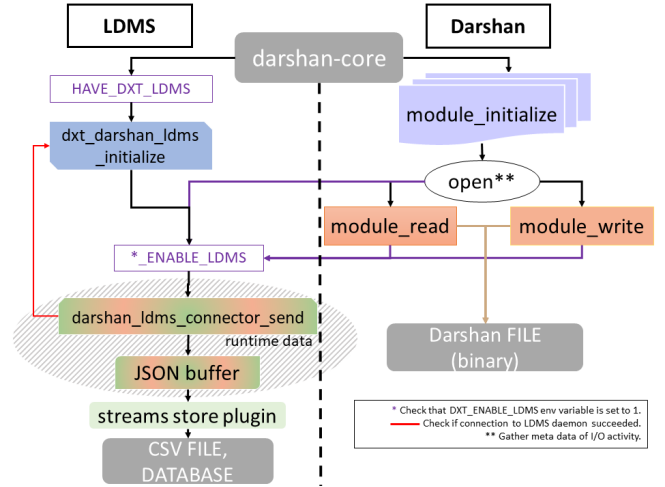 LDMS
Darshan
darshan-core
HAVE_DXT_LDMS
module_initialize
dxt_darshan_ldms
_initialize
open**
module_read
module_write
*_ENABLE_LDMS
darshan_ldms_connector_send
runtime data
Darshan FILE
(binary)
JSON buffer
streams store plugin
CSV FILE,
DATABASE
* Check that DXT_ENABLE_LDMS env variable is set to 1.
Check if connection to LDMS daemon succeeded.
** Gather meta data of I/O activity.